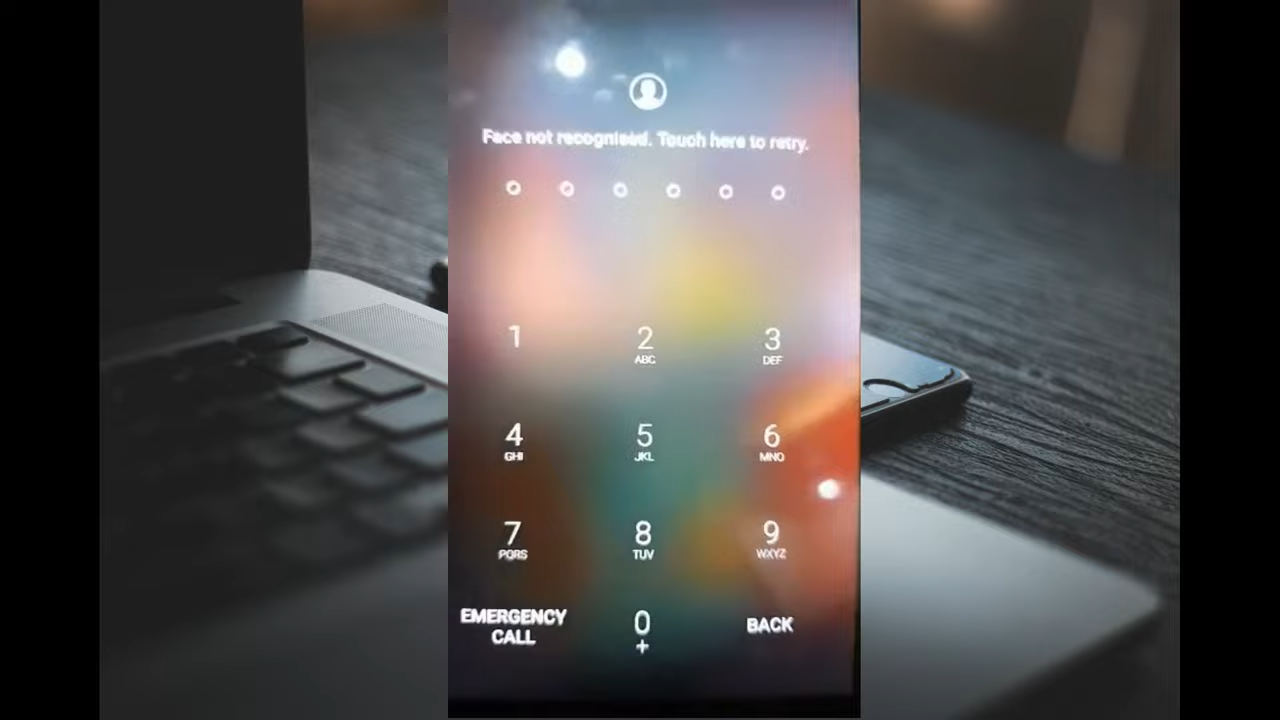 Face not recognised. Touch here to retry.
1 2 3
ABC DEF
4 5 6
GHI JKL MNO
7 8 9
PQRS TUV WXYZ
EMERGENCY 0 BACK
CALL +